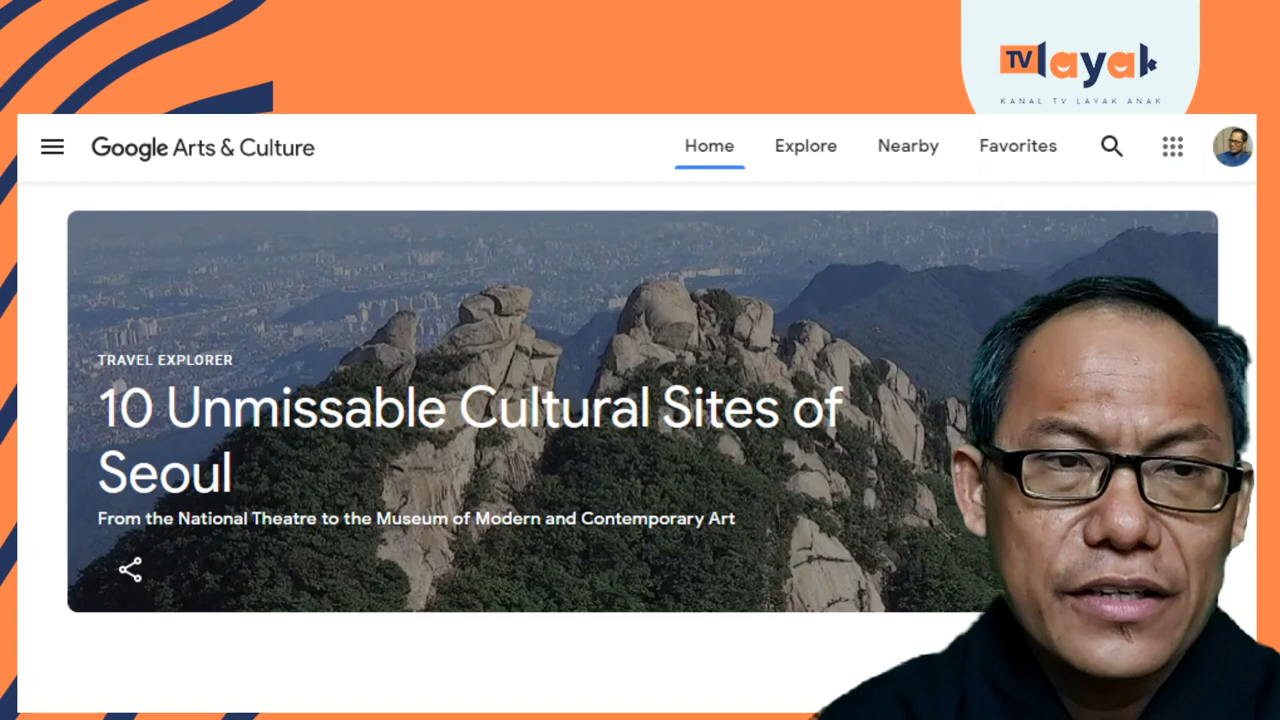 TV layak
KANAL TV LAYAK ANAK
Google Arts & Culture
Home
Explore
Nearby
Favorites
TRAVEL EXPLORER
10 Unmissable Cultural Sites of
Seoul
From the National Theatre to the Museum of Modern and Contemporary Art